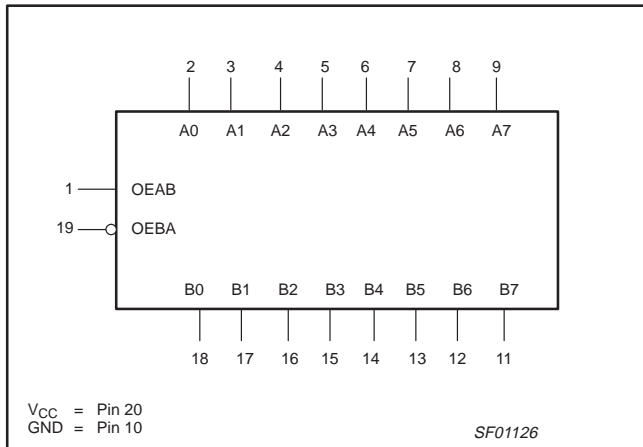 2 3 4 5 6 7 8 9
A0 A1 A2 A3 A4 A5 A6 A7
1 OEAB
19 OEBA
B0 B1 B2 B3 B4 B5 B6 B7
18 17 16 15 14 13 12 11
VCC = Pin 20
GND = Pin 10
SF01126